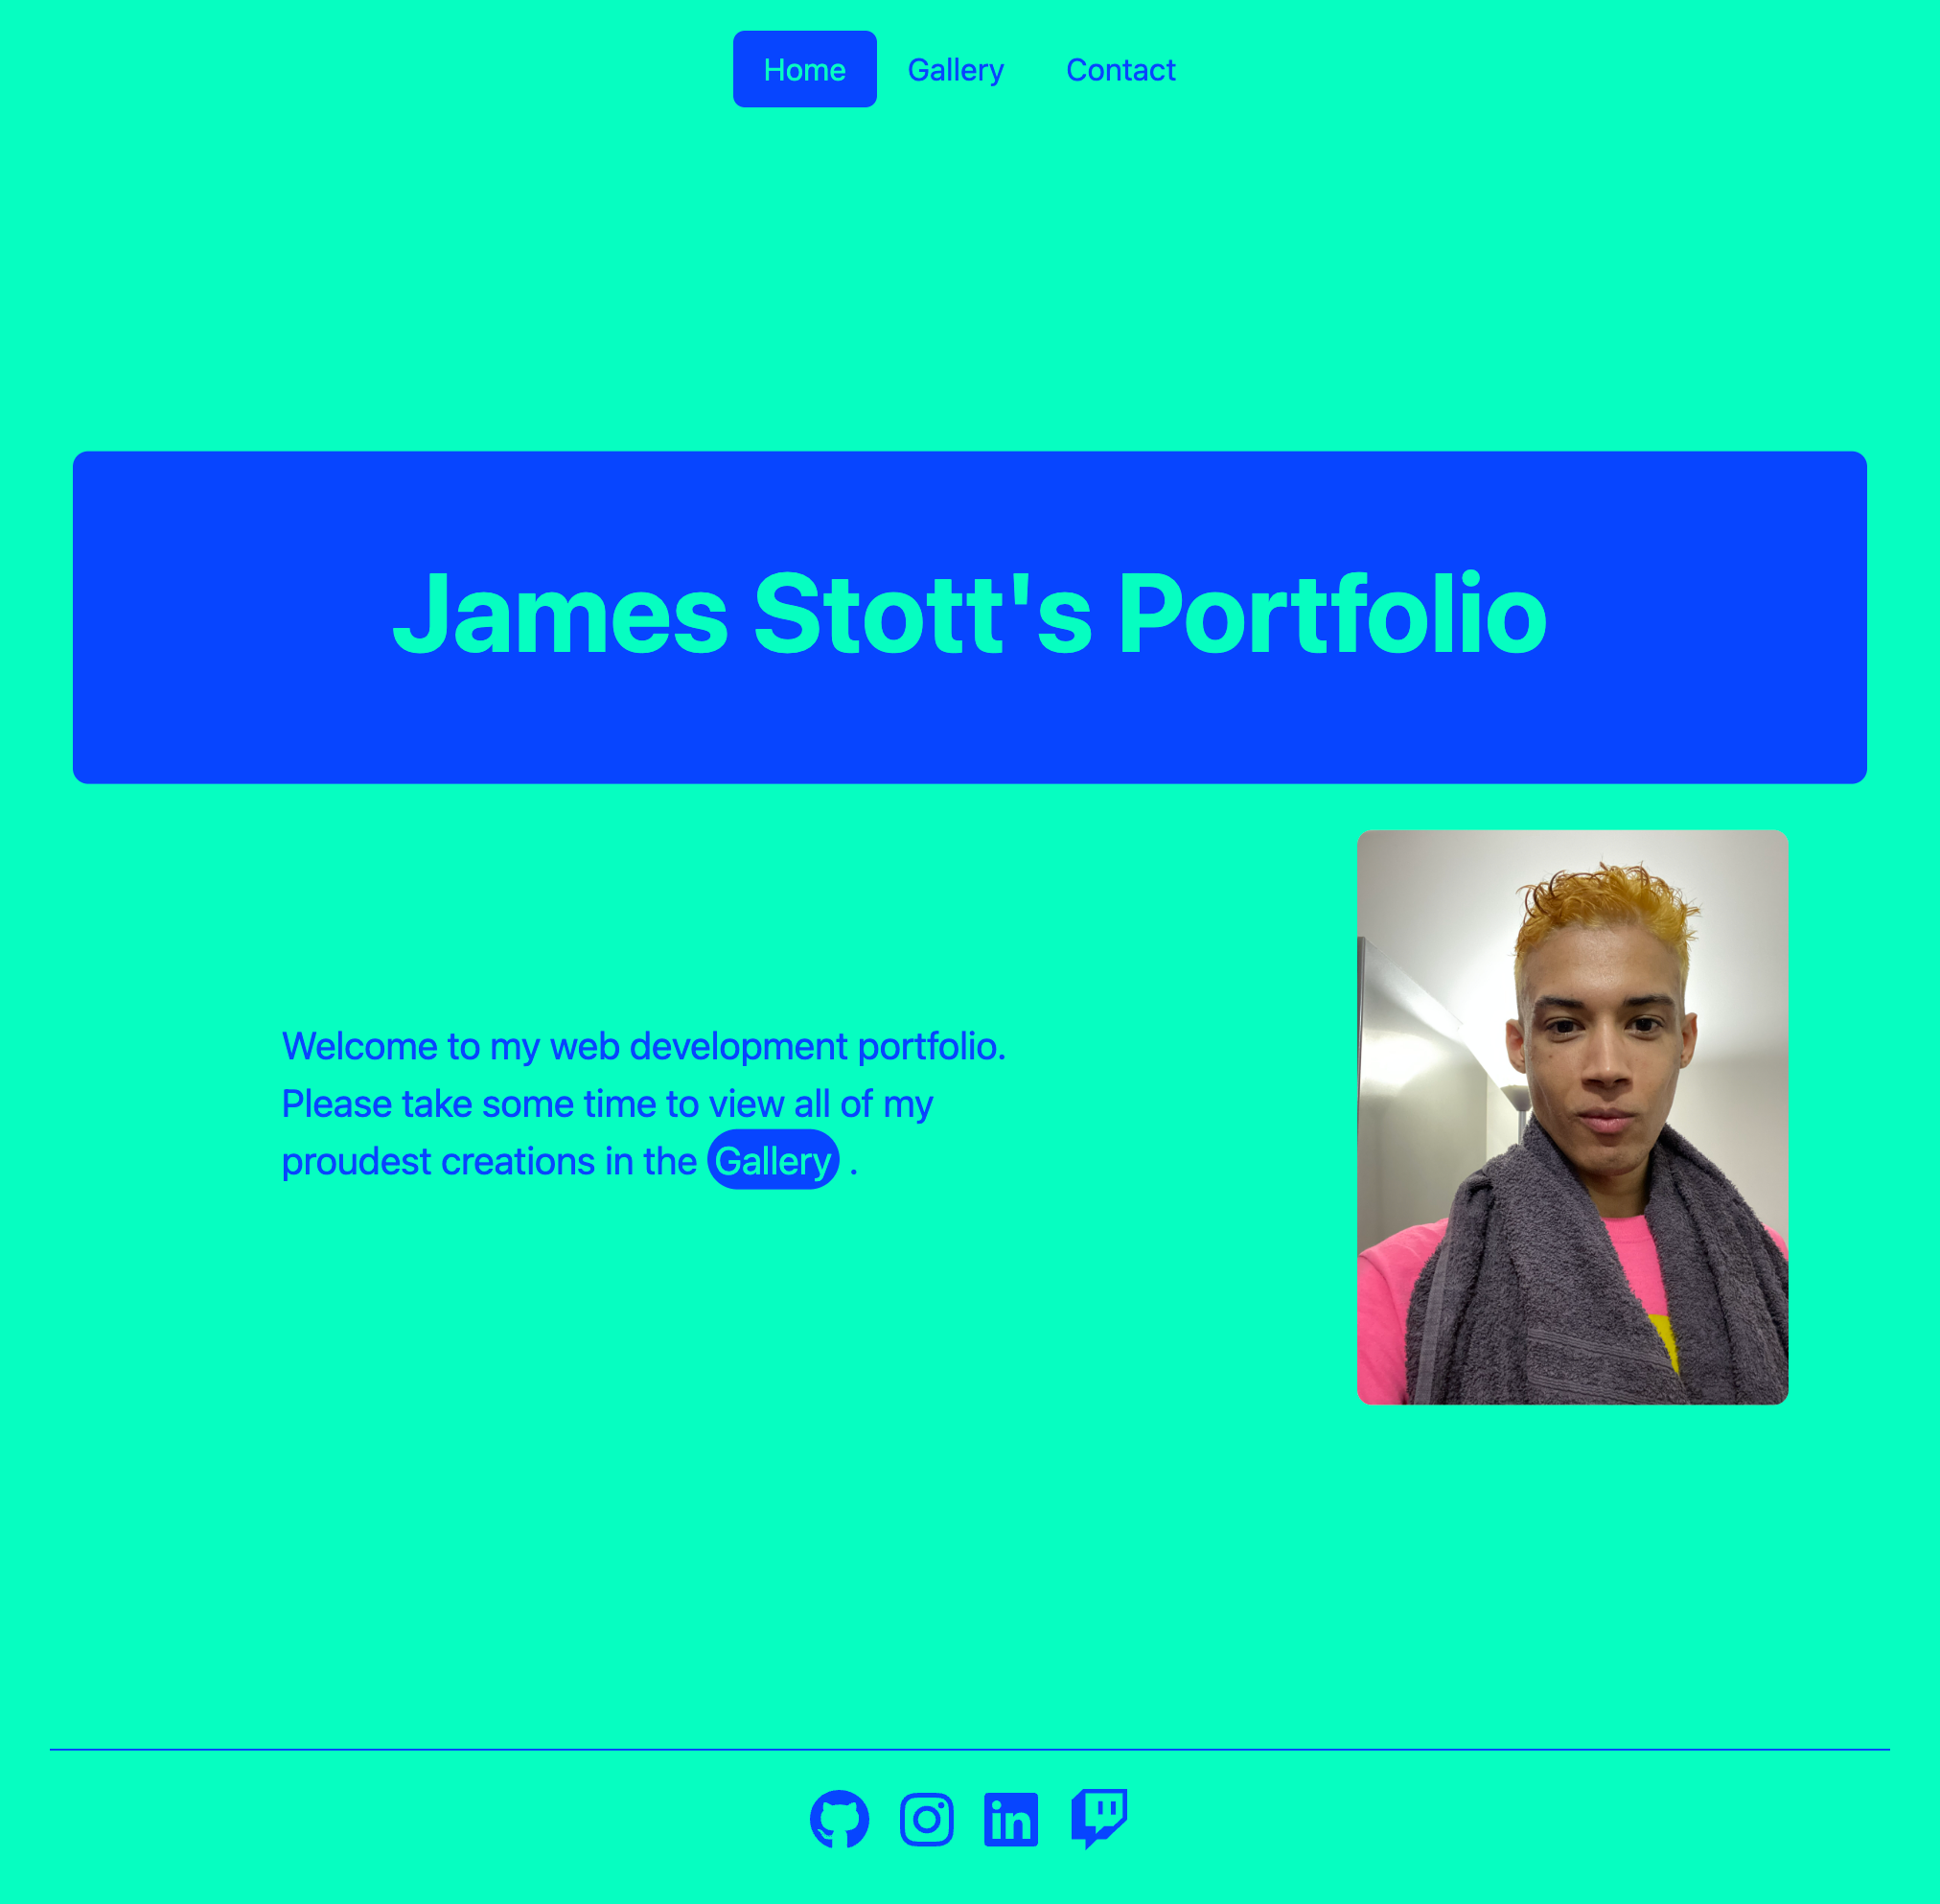 Home Gallery Contact
James Stott's Portfolio
Welcome to my web development portfolio.
Please take some time to view all of my
proudest creations in the Gallery .
in